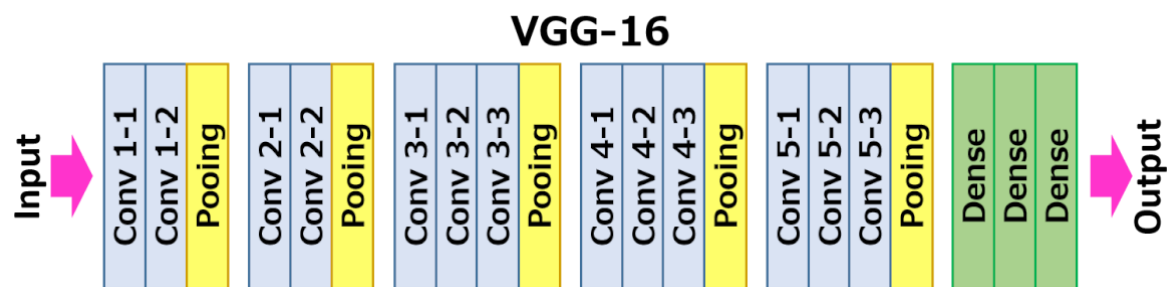 VGG-16
Input
Conv 1-1
Conv 1-2
Pooing
Conv 2-1
Conv 2-2
Pooing
Conv 3-1
Conv 3-2
Conv 3-3
Pooing
Conv 4-1
Conv 4-2
Conv 4-3
Pooing
Conv 5-1
Conv 5-2
Conv 5-3
Pooing
Dense
Dense
Dense
Output